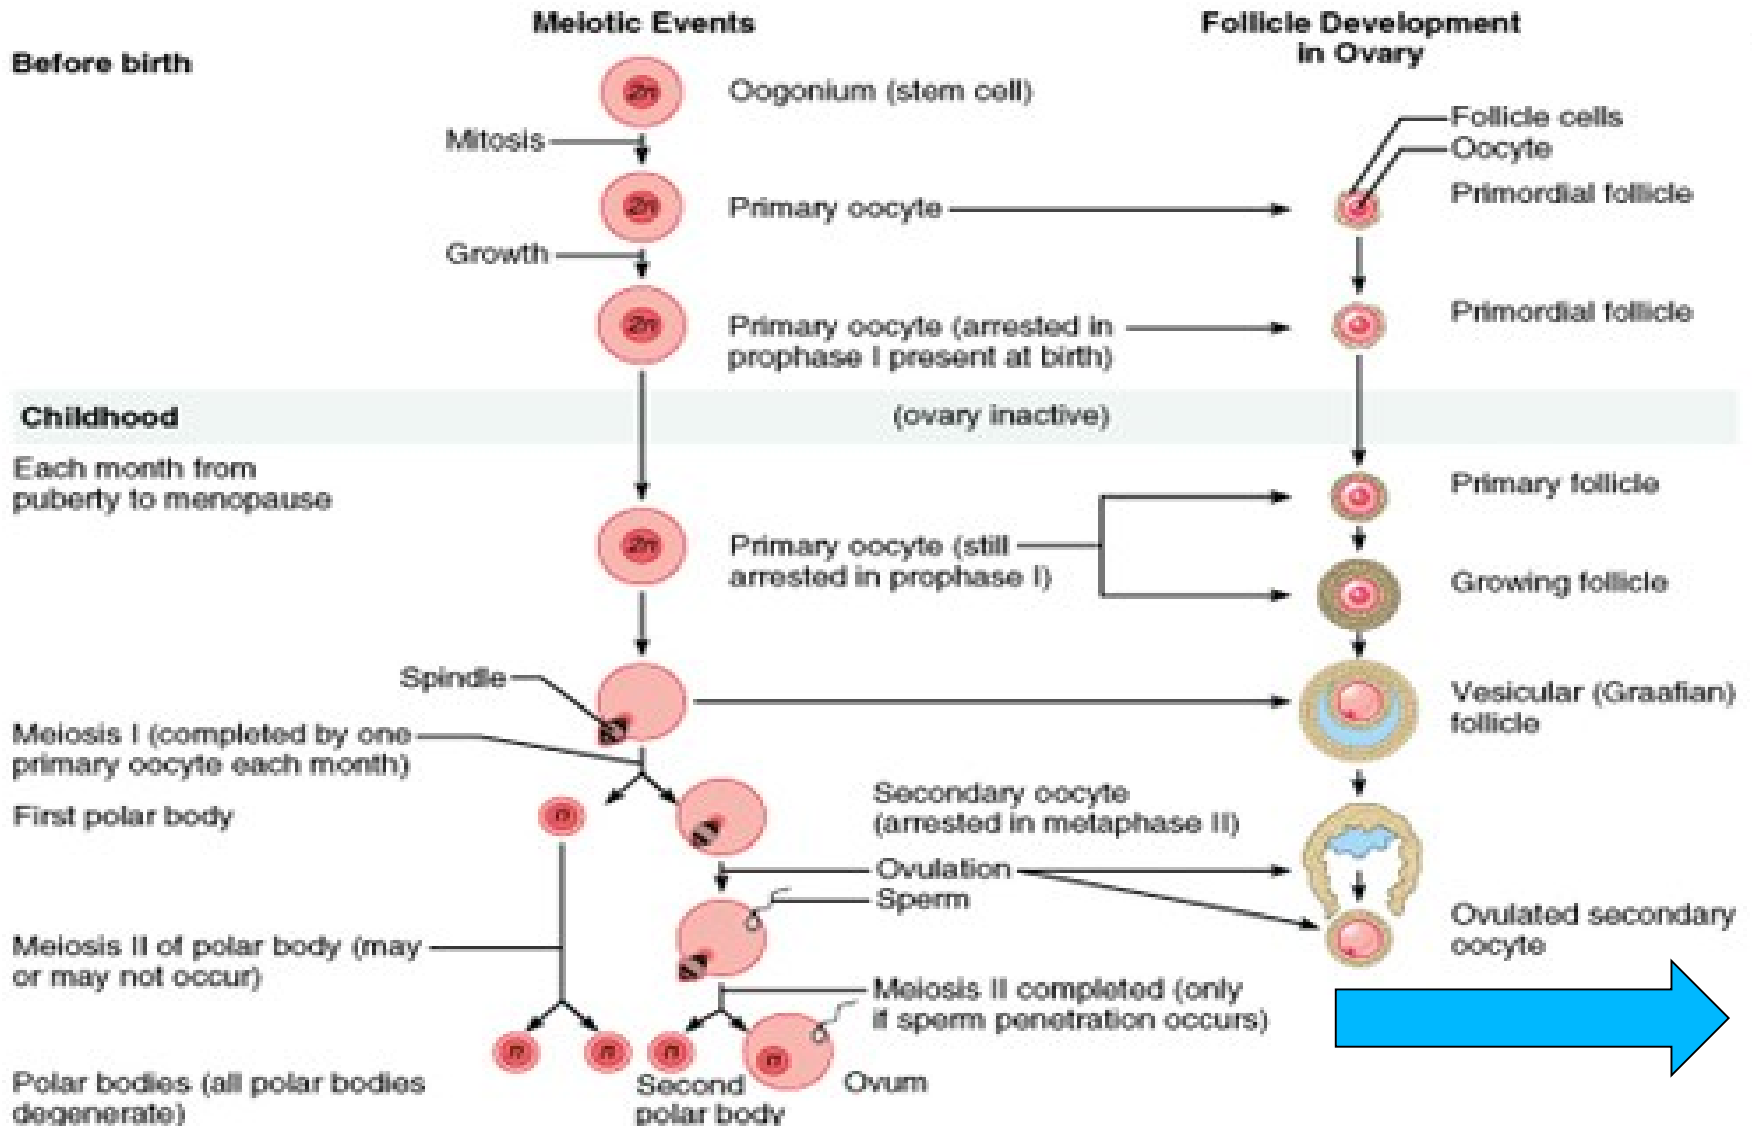 Meiotic Events
Follicle Development
in Ovary
Before birth
2n
Oogonium (stem cell)
Follicle cells
Mitosis
Oocyte
2n
Primary oocyte
Primordial follicle
Growth
2n
Primary oocyte (arrested in
prophase I present at birth)
Primordial follicle
Childhood
(ovary inactive)
Each month from
puberty to menopause
Primary follicle
2n
Primary oocyte (still
arrested in prophase I)
Growing follicle
Spindle
Vesicular (Graafian)
follicle
Meiosis I (completed by one
primary oocyte each month)
Secondary oocyte
(arrested in metaphase II)
First polar body
n
Ovulation
Sperm
Ovulated secondary
oocyte
Meiosis II of polar body (may
or may not occur)
Meiosis II completed (only
if sperm penetration occurs)
n
n
n
n
Polar bodies (all polar bodies
degenerate)
Second
polar body
Ovum